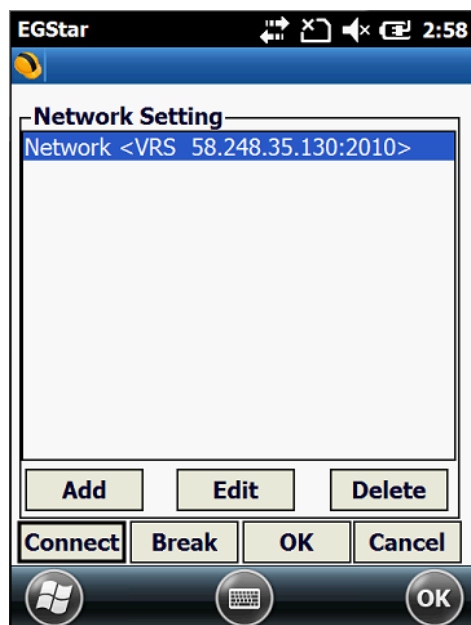 EGStar 2:58
Network Setting
Network <VRS 58.248.35.130:2010>
Add Edit Delete
Connect Break OK Cancel
OK